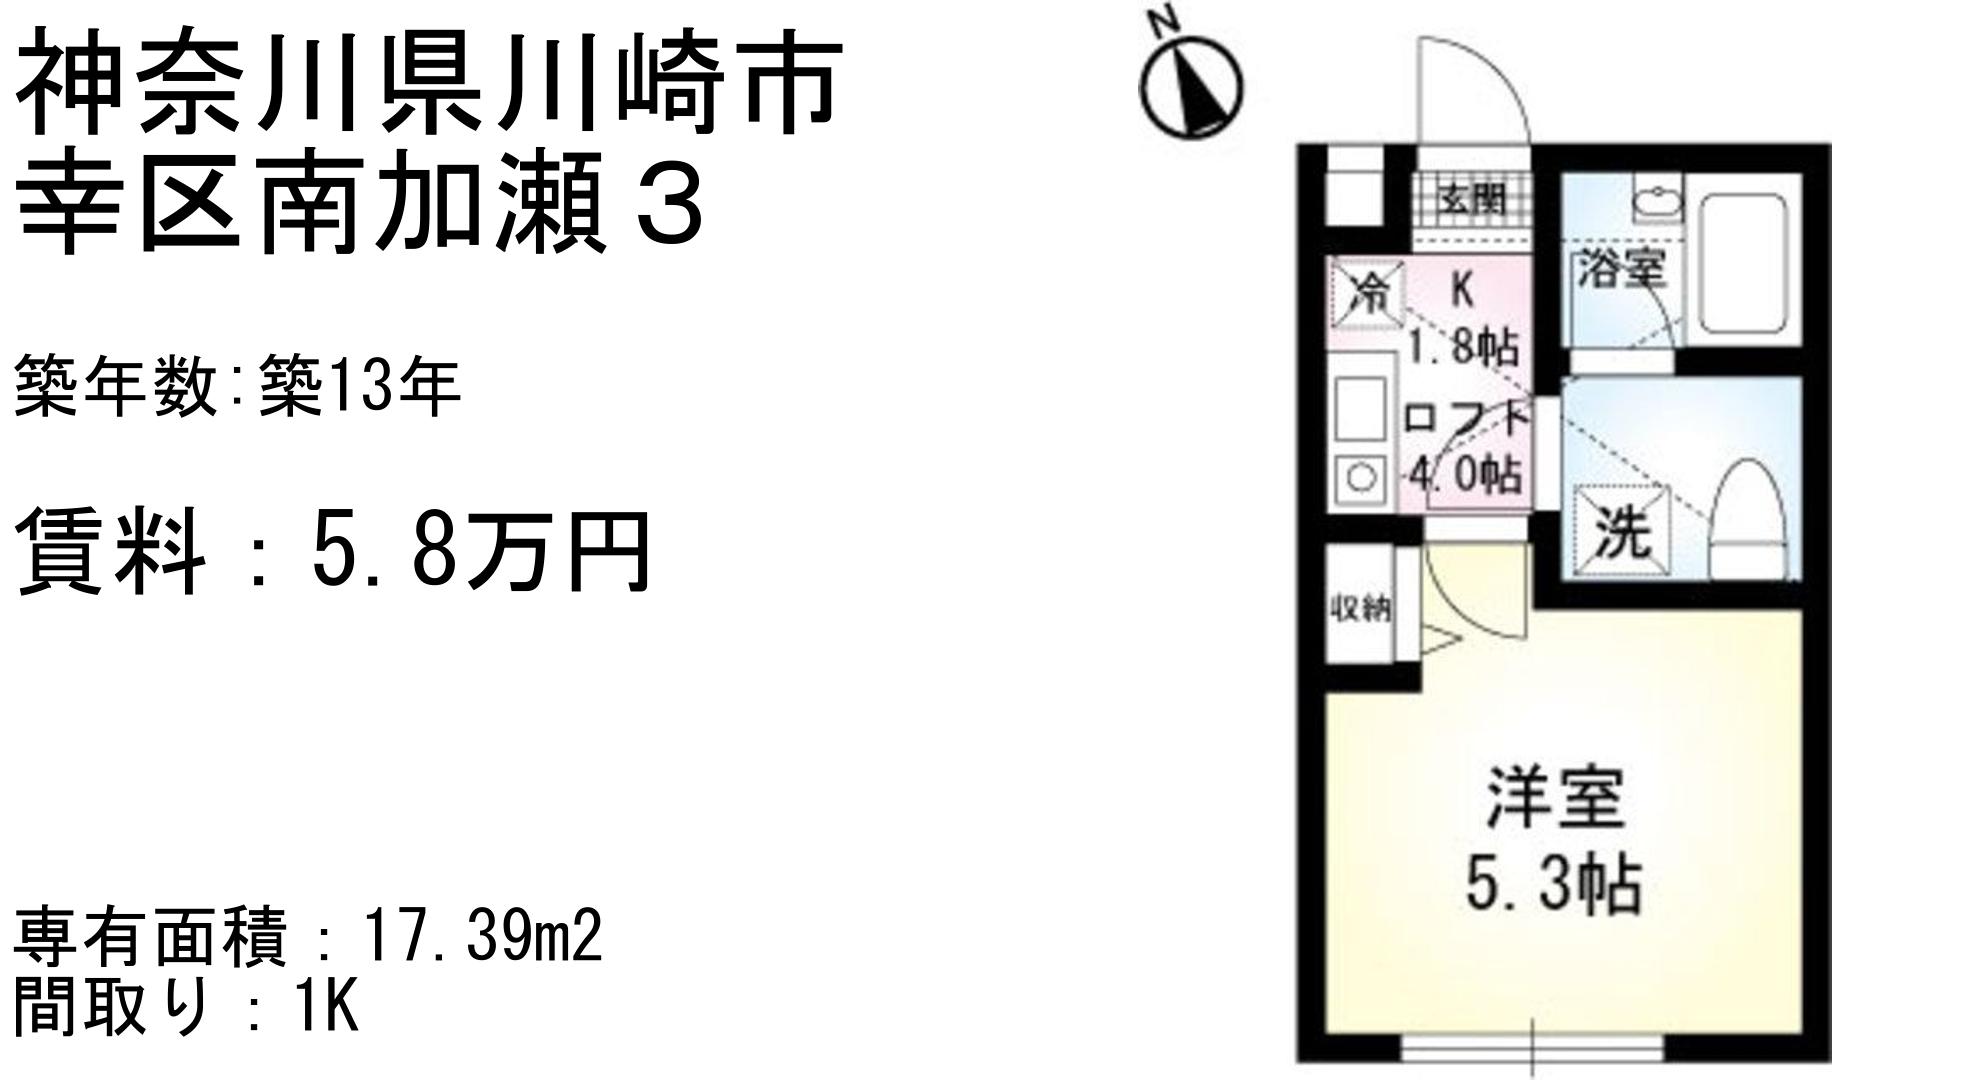 神奈川県川崎市
幸区南加瀬３
築年数:築13年
賃料：5.8万円
専有面積：17.39m2
間取り：1K
N
玄関
浴室
冷
K
1.8帖
ロフト
4.0帖
洗
収納
洋室
5.3帖